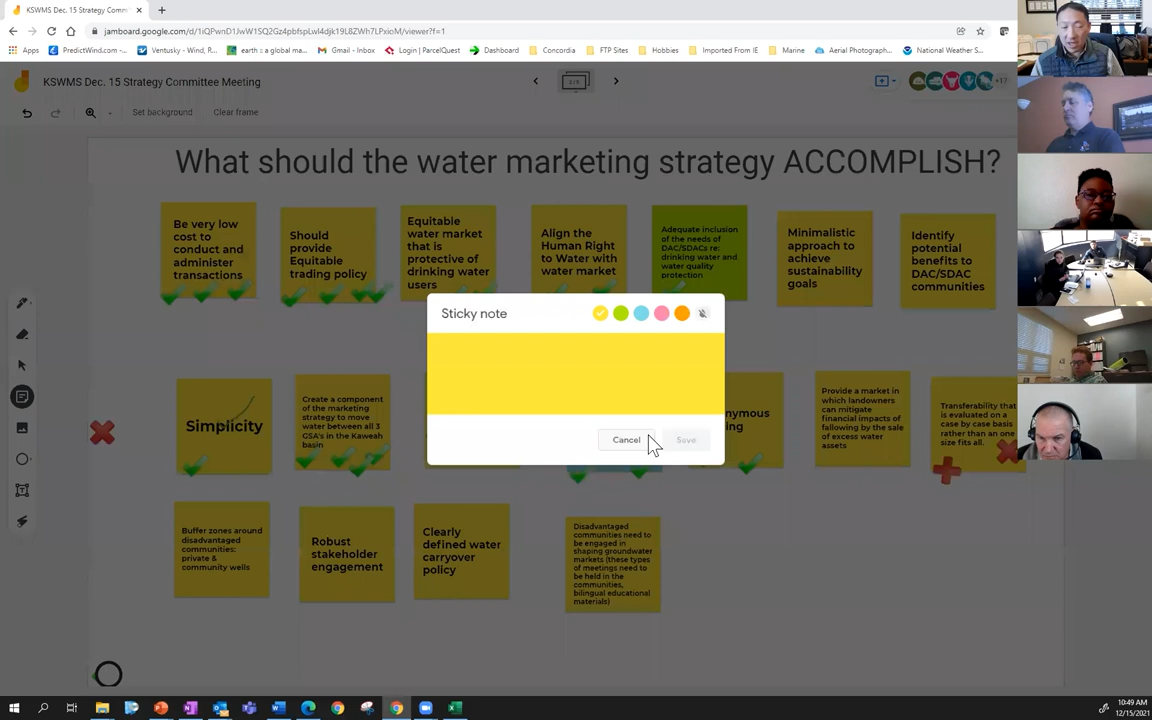 KSWMS Dec. 15 Strategy Committe
jamboard.google.com/d/1iQPwnD1JwW1SQ2Gz4pbfspLwl4djk19L8ZWh7LPxioM/viewer?f=1
Apps
PredictWind.com -
Ventusky - Wind, R...
earth :: a global ma...
Gmail - Inbox
Login | ParcelQuest
Dashboard
Concordia
FTP Sites
Hobbies
Imported From IE
Marine
Aerial Photograph...
National Weather S...
KSWMS Dec. 15 Strategy Committee Meeting
+17
Set background
Clear frame
What should the water marketing strategy ACCOMPLISH?
Be very low
cost to
conduct and
administer
transactions
Should
provide
Equitable
trading policy
Equitable
water market
that is
protective of
drinking water
users
Align the
Human Right
to Water with
water market
Adequate inclusion
of the needs of
DAC/SDACs re:
drinking water and
water quality
protection
Minimalistic
approach to
achieve
sustainability
goals
Identify
potential
benefits to
DAC/SDAC
communities
Sticky note
Cancel
Save
Simplicity
Create a component
of the marketing
strategy to move
water between all 3
GSA's in the Kaweah
basin
Provide a market in
which landowners
can mitigate
financial impacts of
fallowing by the sale
of excess water
assets
Transferability that
is evaluated on a
case by case basis
rather than an one
size fits all.
Buffer zones around
disadvantaged
communities:
private &
community wells
Robust
stakeholder
engagement
Clearly
defined water
carryover
policy
Disadvantaged
communities need to
be engaged in
shaping groundwater
markets (these types
of meetings need to
be held in the
communities,
bilingual educational
materials)
10:49 AM
12/15/2021